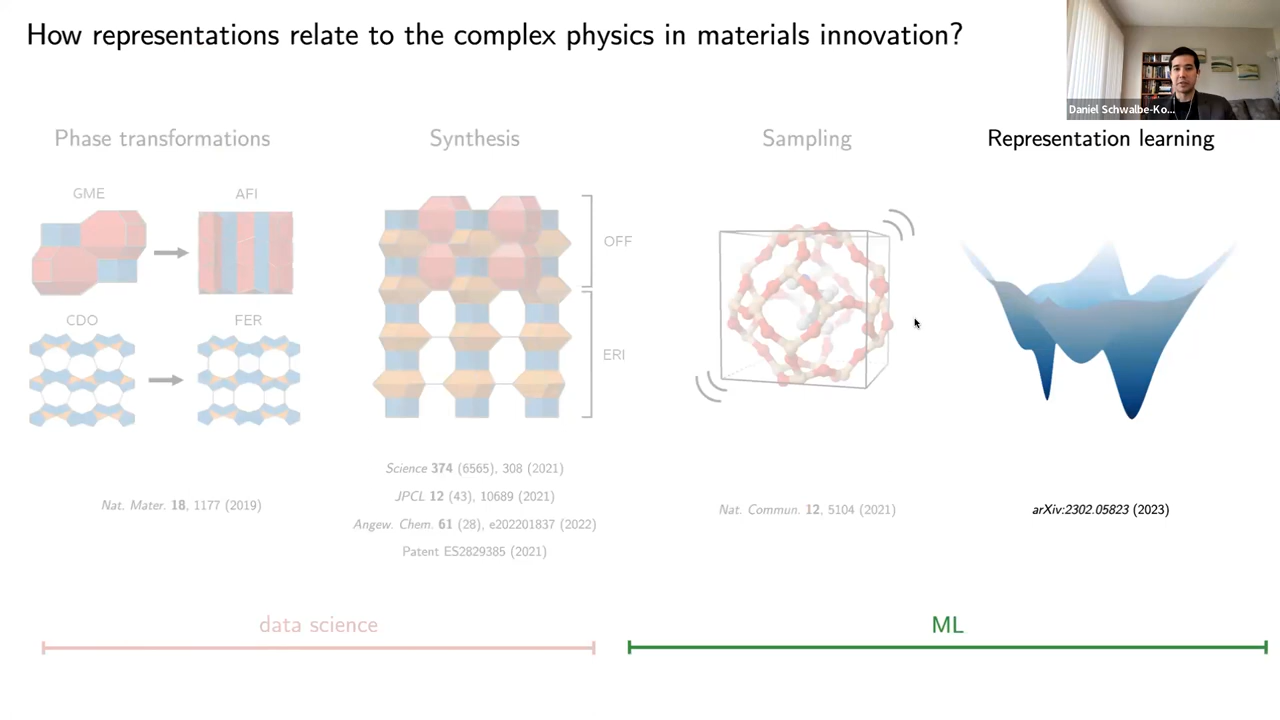 How representations relate to the complex physics in materials innovation?
Daniel Schwalbe-Ko...
Phase transformations
GME
AFI
CDO
FER
Nat. Mater. 18, 1177 (2019)
Synthesis
OFF
ERI
Science 374 (6565), 308 (2021)
JPCL 12 (43), 10689 (2021)
Angew. Chem. 61 (28), e202201837 (2022)
Patent ES2829385 (2021)
Sampling
Nat. Commun. 12, 5104 (2021)
Representation learning
arXiv:2302.05823 (2023)
data science
ML